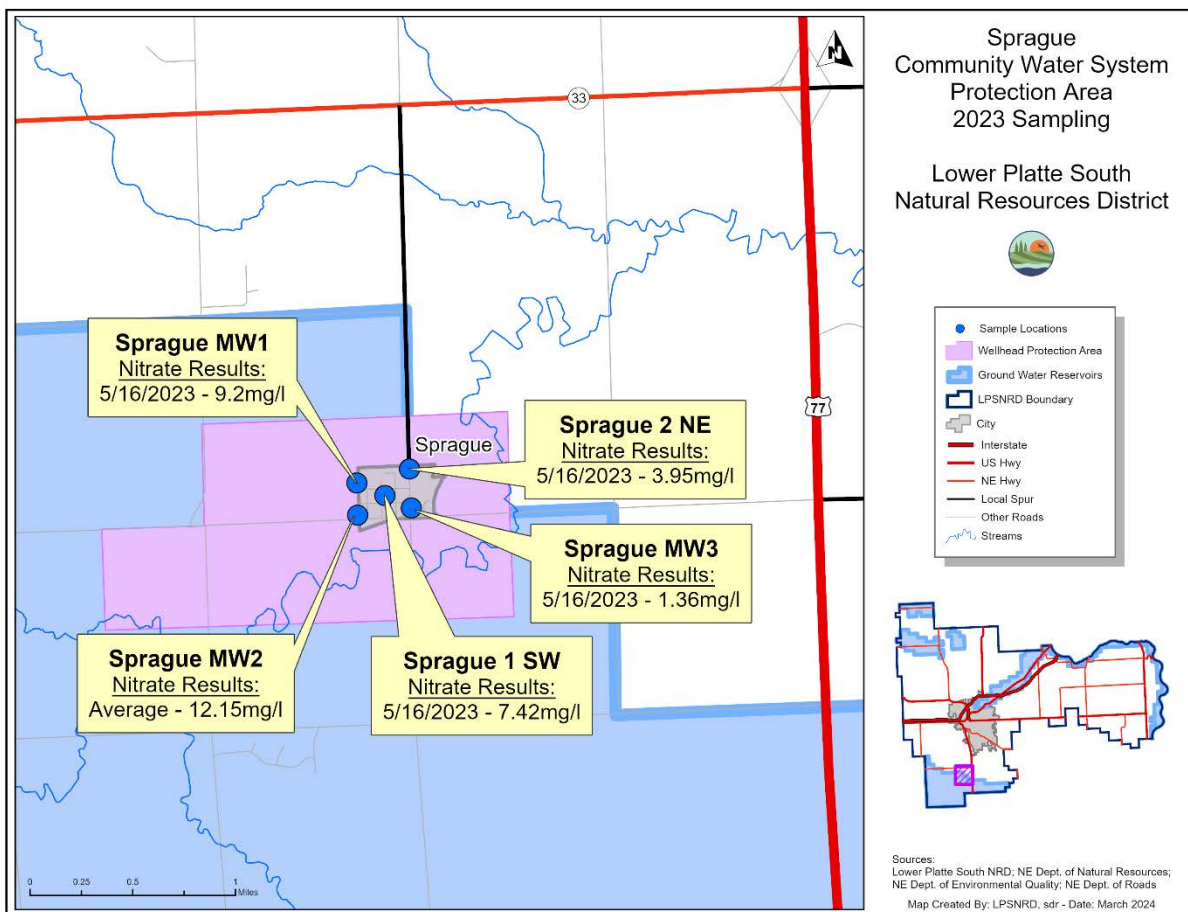 Sprague
Community Water System
Protection Area
2023 Sampling
Lower Platte South
Natural Resources District
N
33
77
Sprague MW1
Nitrate Results:
5/16/2023 - 9.2mg/l
Sprague 2 NE
Nitrate Results:
5/16/2023 - 3.95mg/l
Sprague
Sprague MW3
Nitrate Results:
5/16/2023 - 1.36mg/l
Sprague MW2
Nitrate Results:
Average - 12.15mg/l
Sprague 1 SW
Nitrate Results:
5/16/2023 - 7.42mg/l
0 0.25 0.5 1
Miles
Sample Locations
Wellhead Protection Area
Ground Water Reservoirs
LPSNRD Boundary
City
Interstate
US Hwy
NE Hwy
Local Spur
Other Roads
Streams
Sources:
Lower Platte South NRD; NE Dept. of Natural Resources;
NE Dept. of Environmental Quality; NE Dept. of Roads
Map Created By: LPSNRD, sdr - Date: March 2024